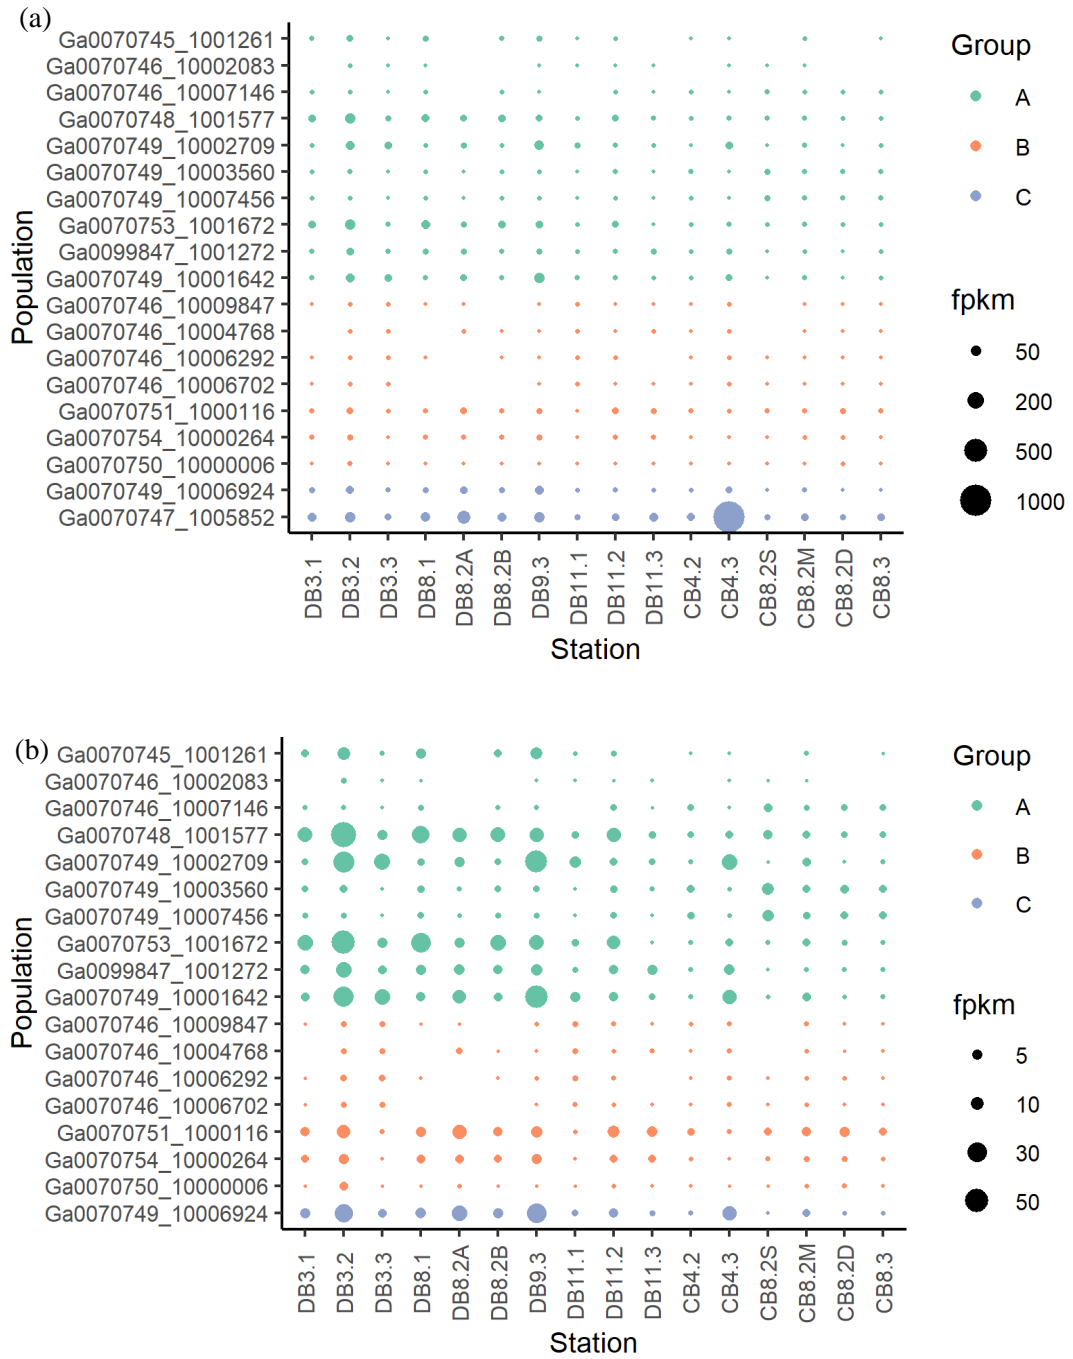 (a)
Ga0070745_1001261
Ga0070746_10002083
Ga0070746_10007146
Ga0070748_1001577
Ga0070749_10002709
Ga0070749_10003560
Ga0070749_10007456
Ga0070753_1001672
Ga0099847_1001272
Ga0070749_10001642
Ga0070746_10009847
Ga0070746_10004768
Ga0070746_10006292
Ga0070746_10006702
Ga0070751_1000116
Ga0070754_10000264
Ga0070750_10000006
Ga0070749_10006924
Ga0070747_1005852
Population
DB3.1
DB3.2
DB3.3
DB8.1
DB8.2A
DB8.2B
DB9.3
DB11.1
DB11.2
DB11.3
CB4.2
CB4.3
CB8.2S
CB8.2M
CB8.2D
CB8.3
Station
Group
A
B
C
fpkm
50
200
500
1000
(b)
Ga0070745_1001261
Ga0070746_10002083
Ga0070746_10007146
Ga0070748_1001577
Ga0070749_10002709
Ga0070749_10003560
Ga0070749_10007456
Ga0070753_1001672
Ga0099847_1001272
Ga0070749_10001642
Ga0070746_10009847
Ga0070746_10004768
Ga0070746_10006292
Ga0070746_10006702
Ga0070751_1000116
Ga0070754_10000264
Ga0070750_10000006
Ga0070749_10006924
Population
DB3.1
DB3.2
DB3.3
DB8.1
DB8.2A
DB8.2B
DB9.3
DB11.1
DB11.2
DB11.3
CB4.2
CB4.3
CB8.2S
CB8.2M
CB8.2D
CB8.3
Station
Group
A
B
C
fpkm
5
10
30
50